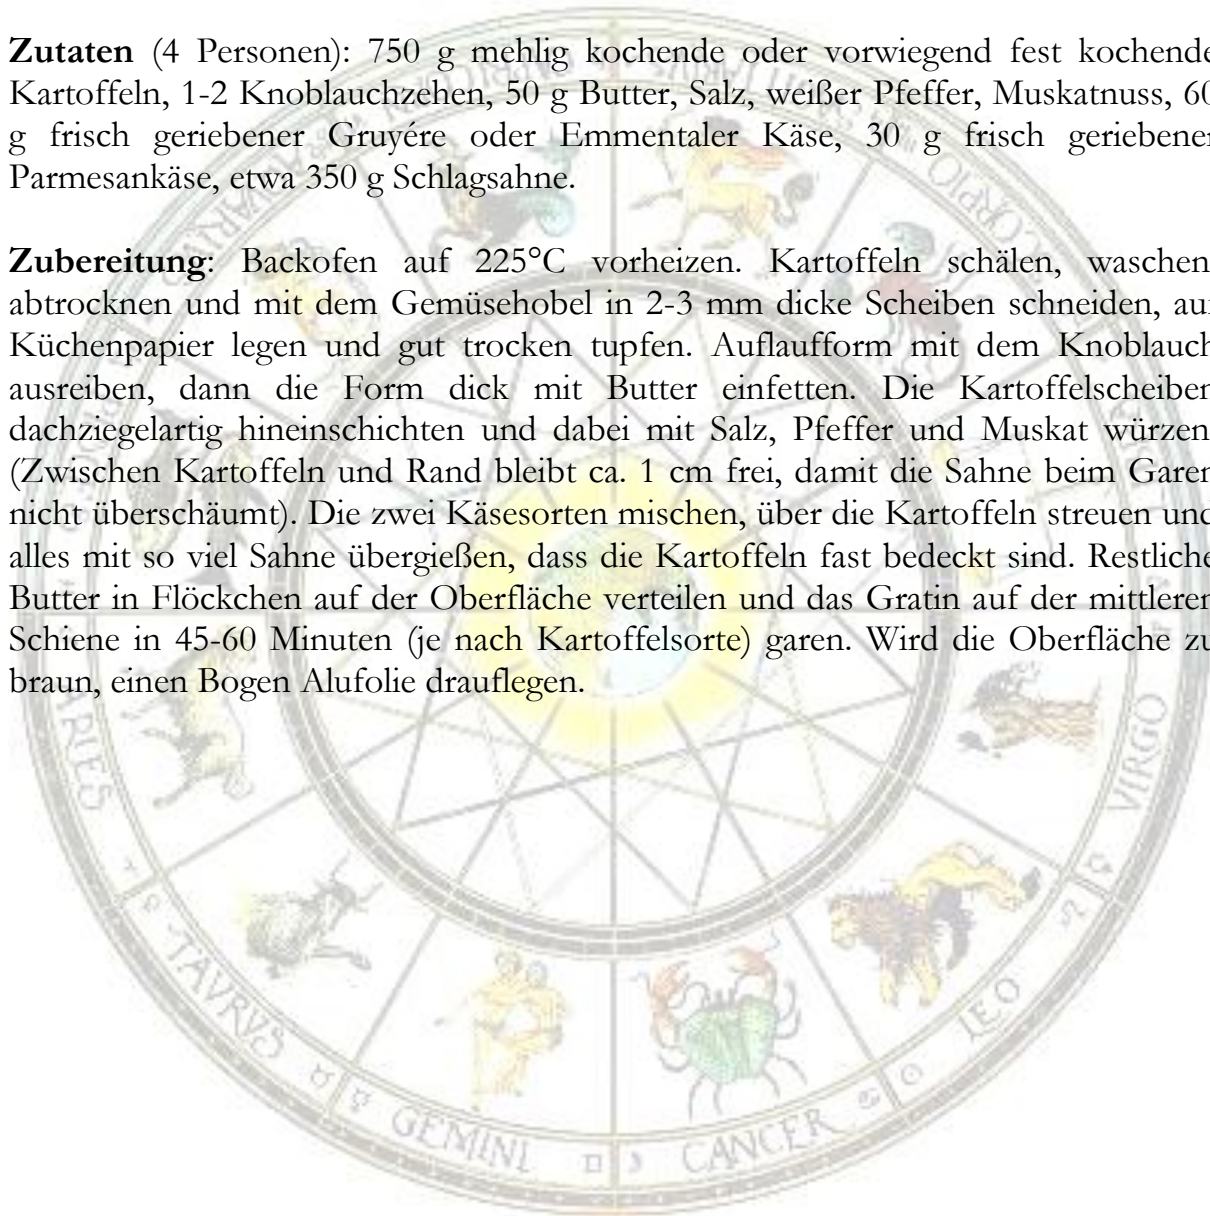 Zutaten (4 Personen): 750 g mehlig kochende oder vorwiegend fest kochende
Kartoffeln, 1-2 Knoblauchzehen, 50 g Butter, Salz, weißer Pfeffer, Muskatnuss, 60
g frisch geriebener Gruyére oder Emmentaler Käse, 30 g frisch geriebener
Parmesankäse, etwa 350 g Schlagsahne.
Zubereitung: Backofen auf 225°C vorheizen. Kartoffeln schälen, waschen
abtrocknen und mit dem Gemüsehobel in 2-3 mm dicke Scheiben schneiden, auf
Küchenpapier legen und gut trocken tupfen. Auflaufform mit dem Knoblauch
ausreiben, dann die Form dick mit Butter einfetten. Die Kartoffelscheiben
dachziegelartig hineinschichten und dabei mit Salz, Pfeffer und Muskat würzen
(Zwischen Kartoffeln und Rand bleibt ca. 1 cm frei, damit die Sahne beim Garen
nicht überschäumt). Die zwei Käsesorten mischen, über die Kartoffeln streuen und
alles mit so viel Sahne übergießen, dass die Kartoffeln fast bedeckt sind. Restliche
Butter in Flöckchen auf der Oberfläche verteilen und das Gratin auf der mittleren
Schiene in 45-60 Minuten (je nach Kartoffelsorte) garen. Wird die Oberfläche zu
braun, einen Bogen Alufolie drauflegen.
ARIES
TAVRVS
GEMINI
CANCER
LEO
VIRGO